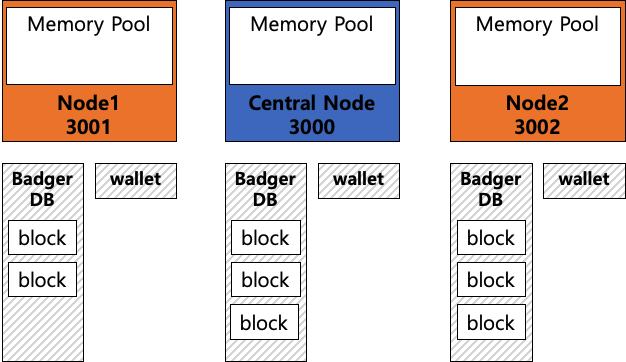 Memory Pool
Node1
3001
Memory Pool
Central Node
3000
Memory Pool
Node2
3002
Badger
DB
wallet
block
block
Badger
DB
wallet
block
block
block
Badger
DB
wallet
block
block
block